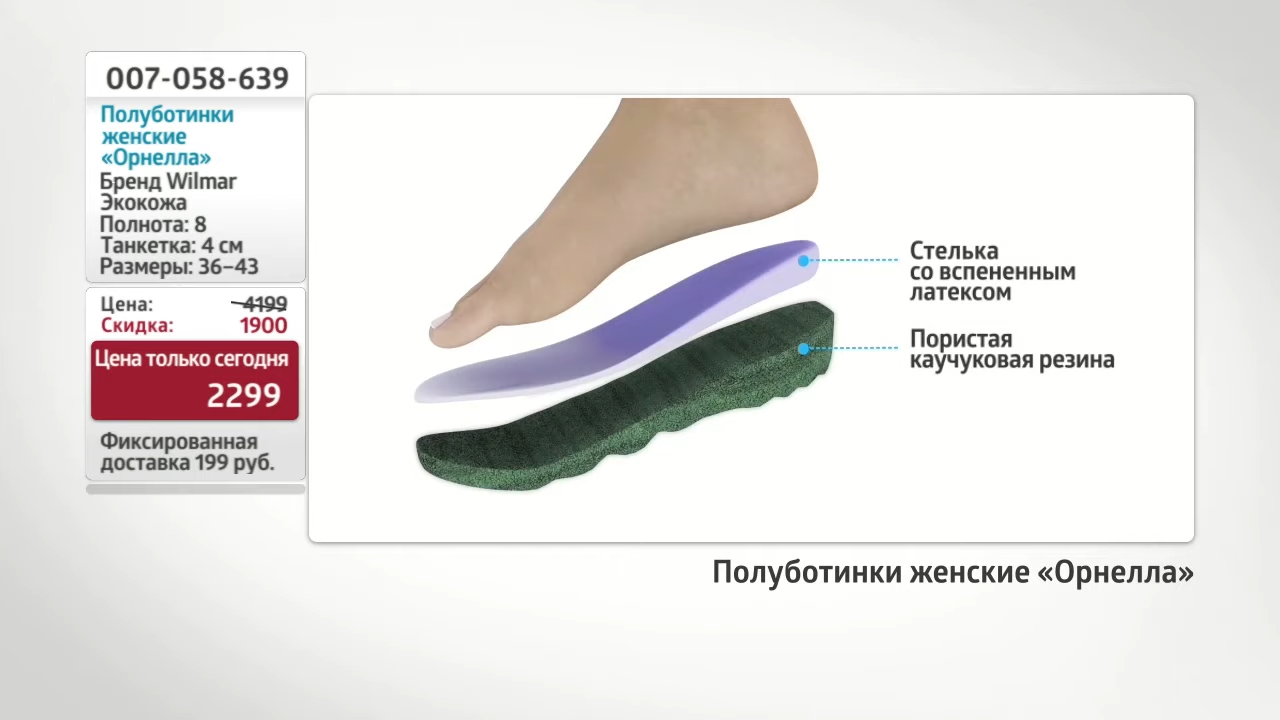 007-058-639
Полуботинки
женские
«Орнелла»
Бренд Wilmar
Экокожа
Полнота: 8
Танкетка: 4 см
Размеры: 36–43
Цена: 4199
Скидка: 1900
Цена только сегодня
2299
Фиксированная
доставка 199 руб.
Стелька
со вспененным
латексом
Пористая
каучуковая резина
Полуботинки женские «Орнелла»